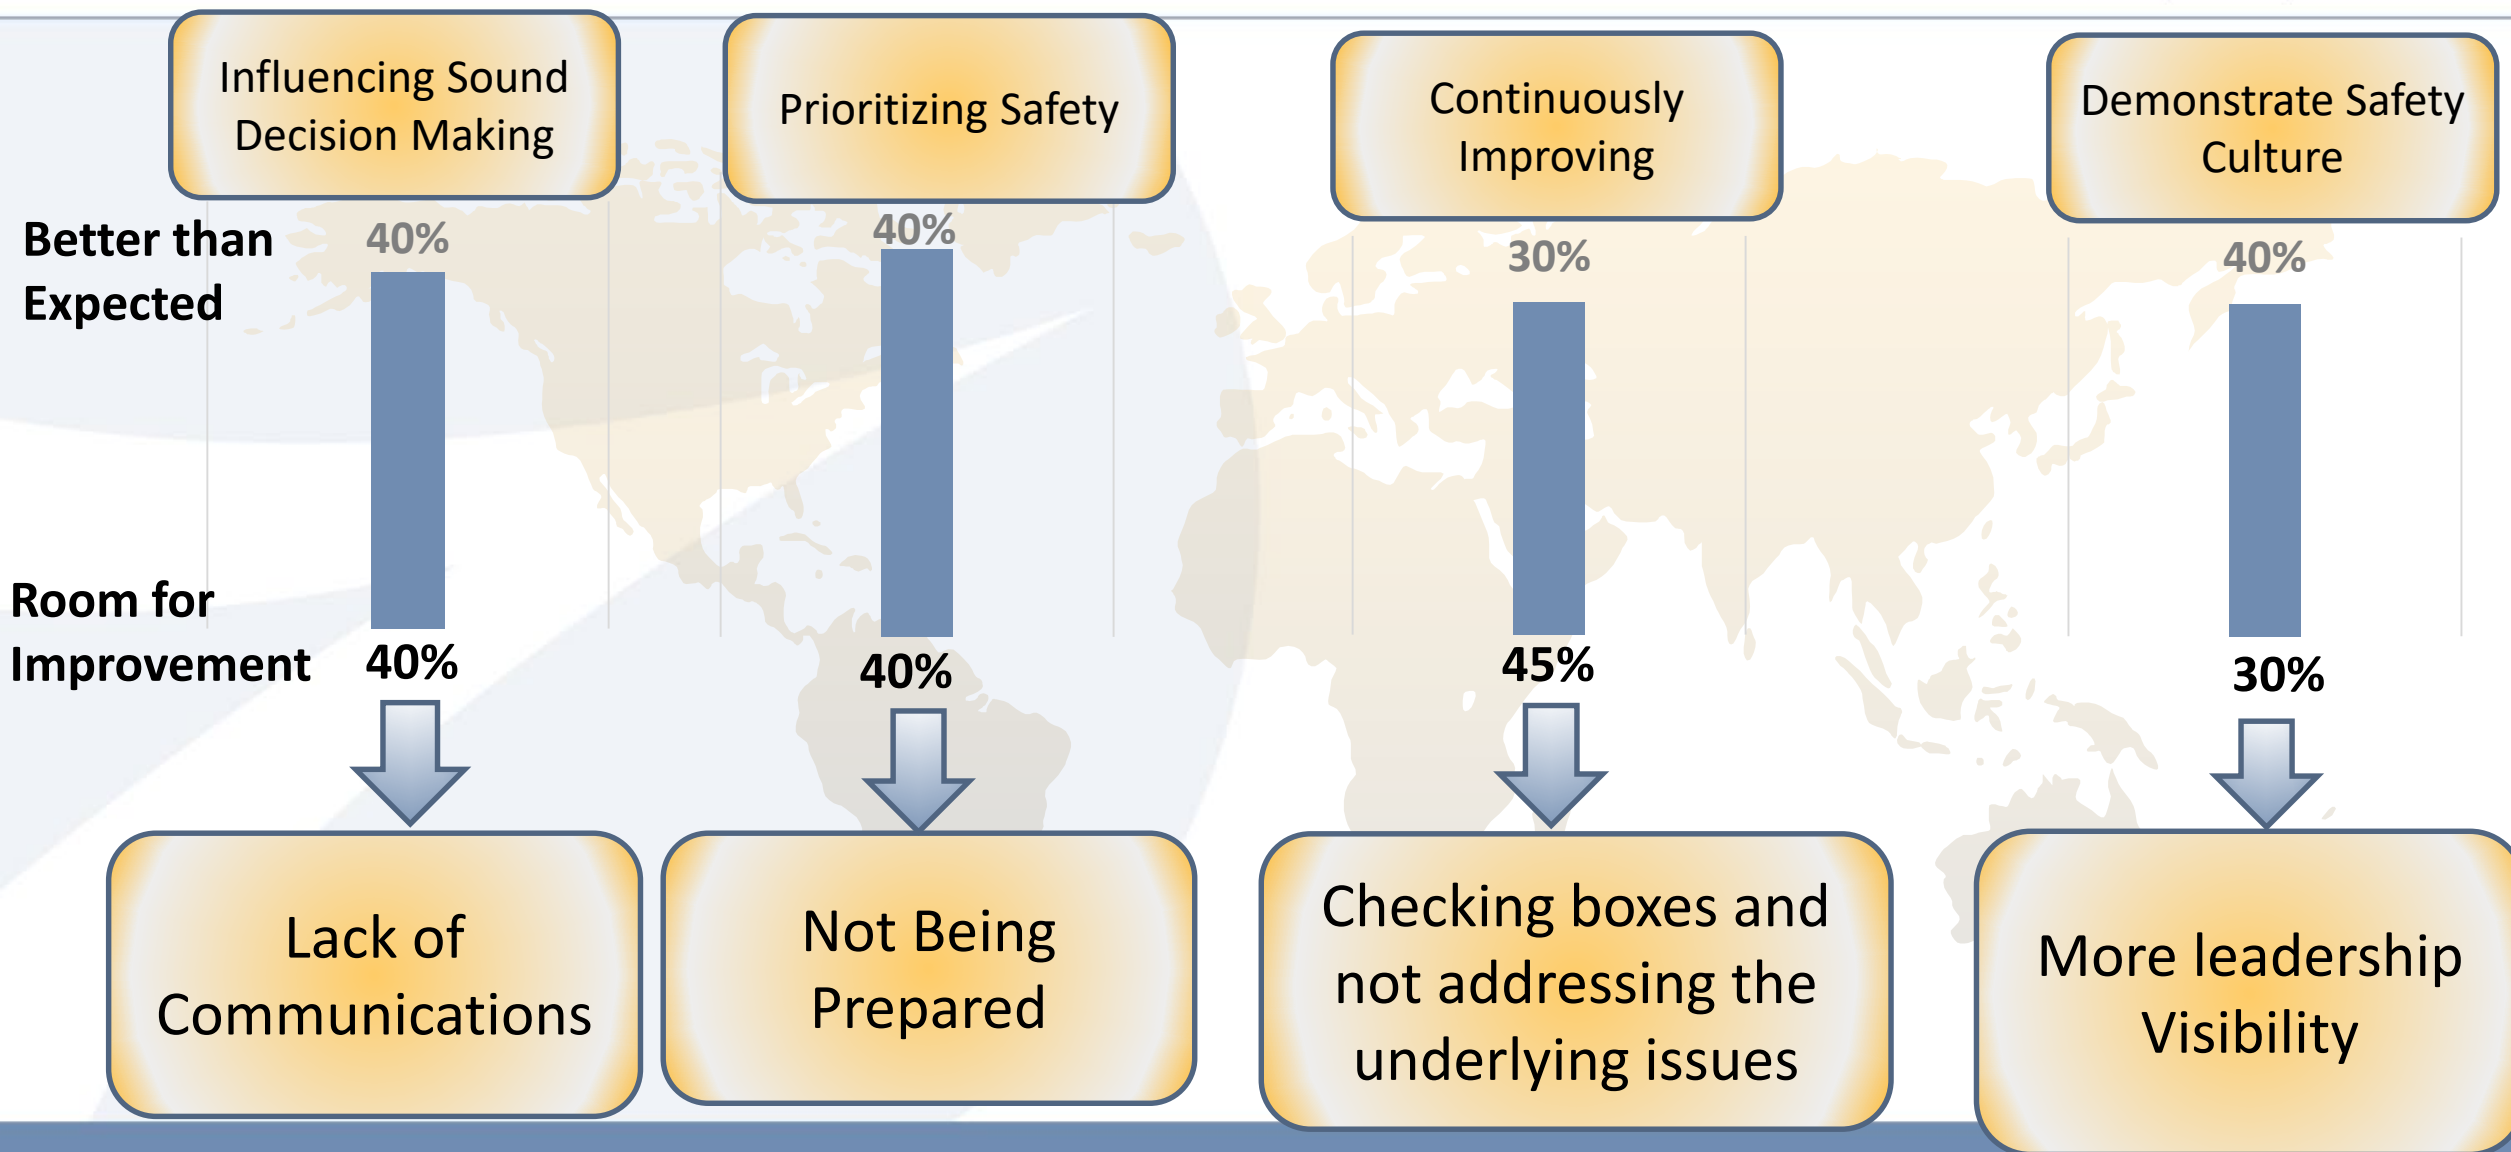 Influencing Sound
Decision Making
Prioritizing Safety
Continuously
Improving
Demonstrate Safety
Culture
Better than
Expected
40%
40%
30%
40%
Room for
Improvement
40%
40%
45%
30%
Lack of
Communications
Not Being
Prepared
Checking boxes and
not addressing the
underlying issues
More leadership
Visibility